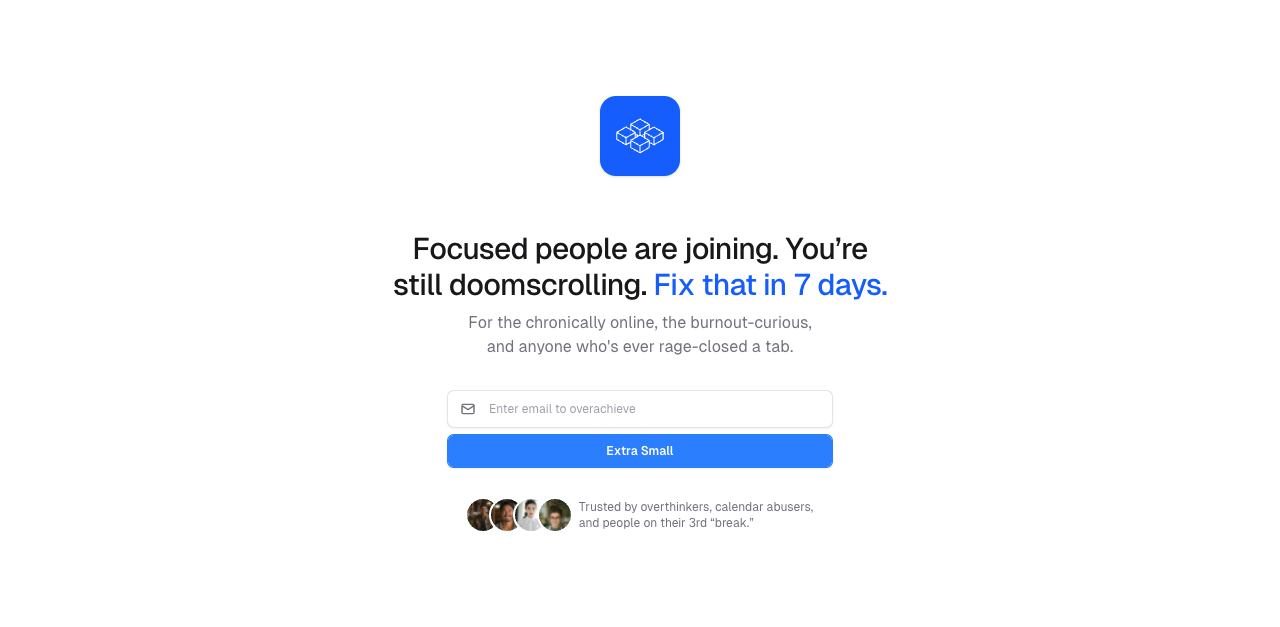 Focused people are joining. You’re
still doomscrolling. Fix that in 7 days.
For the chronically online, the burnout-curious,
and anyone who's ever rage-closed a tab.
Enter email to overachieve
Extra Small
Trusted by overthinkers, calendar abusers,
and people on their 3rd “break.”